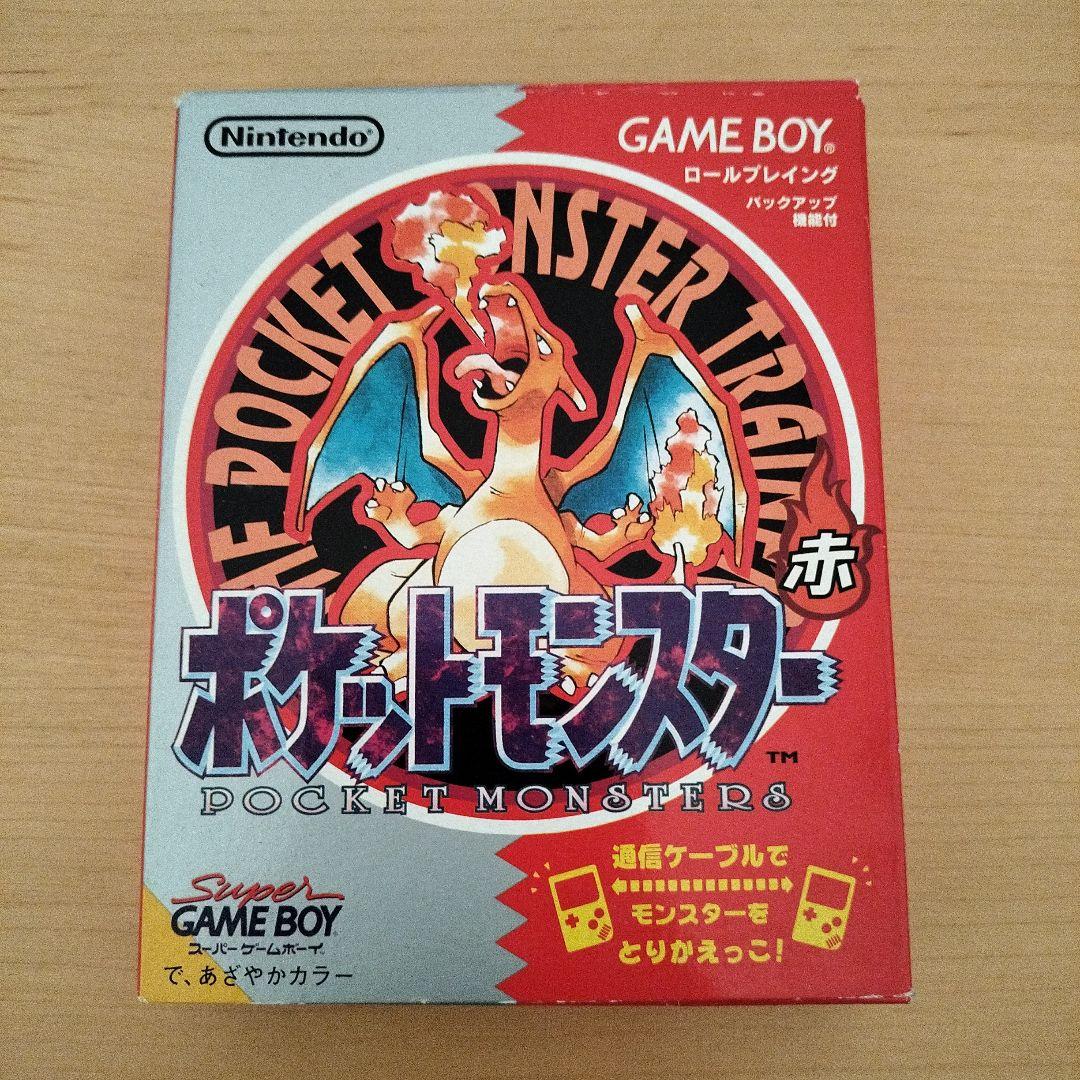 Nintendo®
GAME BOY®
ロールプレイング
バックアップ
機能付
THE POCKET MONSTER TRAINER
赤
ポケットモンスター
TM
POCKET MONSTERS
通信ケーブルで
モンスターを
とりかえっこ!
Super
GAME BOY
スーパーゲームボーイ
で、あざやかカラー